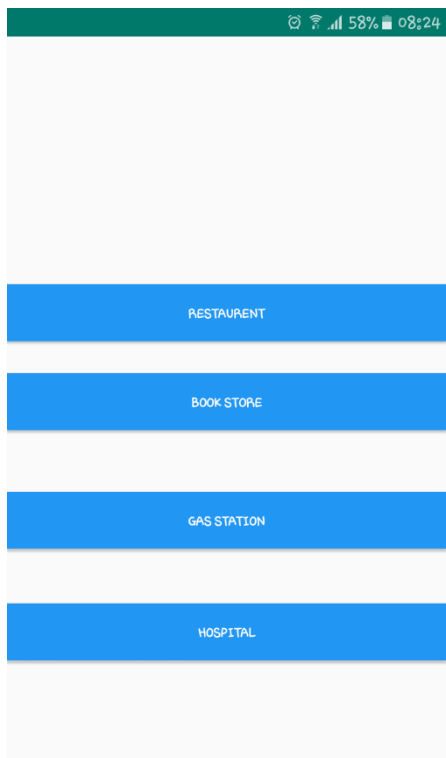 58% 08:24
RESTAURENT
BOOK STORE
GAS STATION
HOSPITAL